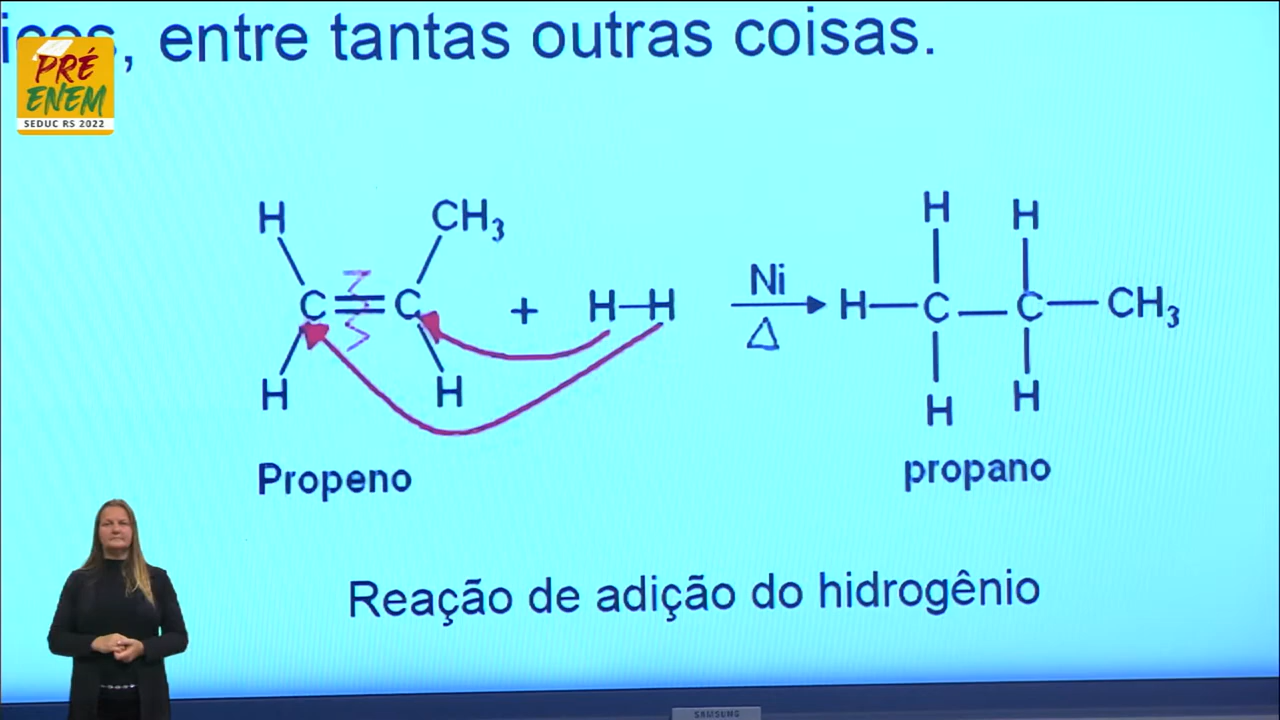 entre tantas outras coisas.
PRÉ
ENEM
SEDUC RS 2022
H CH₃ H H
C=C + H—H Ni H—C—C—CH₃
Δ
H H H H
Propeno propano
Reação de adição do hidrogênio
SAMSUNG